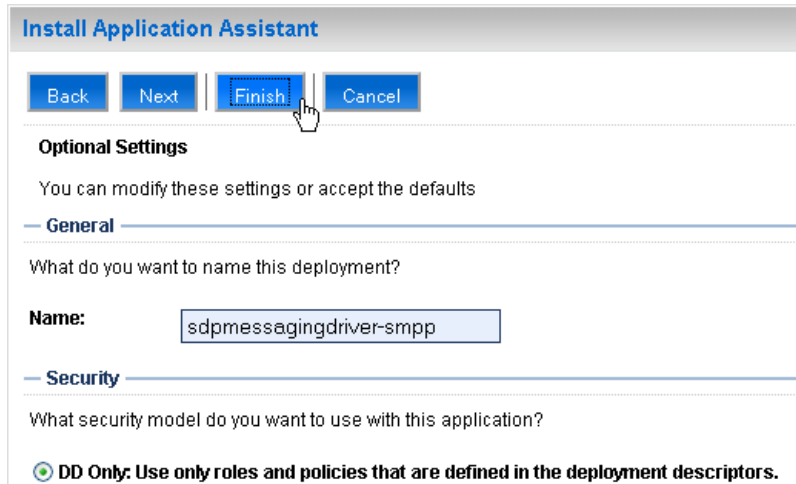 Install Application Assistant
Back Next Finish Cancel
Optional Settings
You can modify these settings or accept the defaults
General
What do you want to name this deployment?
Name: sdpmessagingdriver-smpp
Security
What security model do you want to use with this application?
DD Only: Use only roles and policies that are defined in the deployment descriptors.